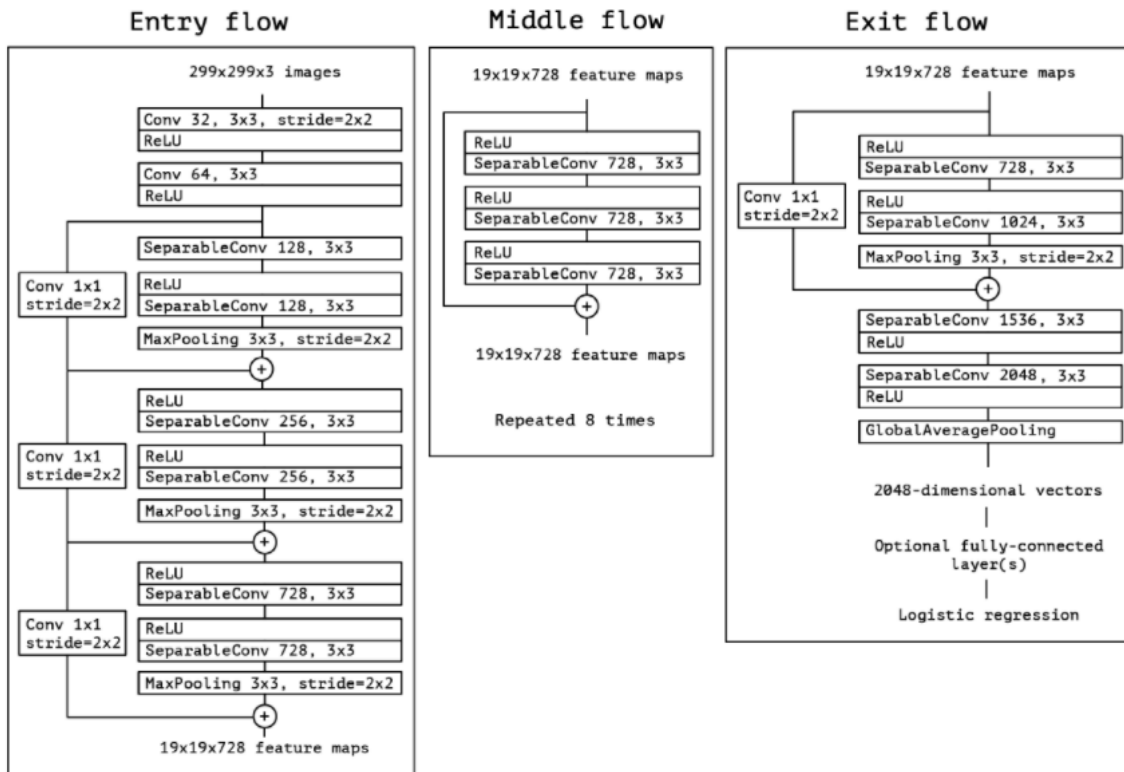 Entry flow
299x299x3 images
Conv 32, 3x3, stride=2x2
ReLU
Conv 64, 3x3
ReLU
SeparableConv 128, 3x3
Conv 1x1
stride=2x2
ReLU
SeparableConv 128, 3x3
MaxPooling 3x3, stride=2x2
+
ReLU
SeparableConv 256, 3x3
Conv 1x1
stride=2x2
ReLU
SeparableConv 256, 3x3
MaxPooling 3x3, stride=2x2
+
ReLU
SeparableConv 728, 3x3
Conv 1x1
stride=2x2
ReLU
SeparableConv 728, 3x3
MaxPooling 3x3, stride=2x2
+
19x19x728 feature maps
Middle flow
19x19x728 feature maps
ReLU
SeparableConv 728, 3x3
ReLU
SeparableConv 728, 3x3
ReLU
SeparableConv 728, 3x3
+
19x19x728 feature maps
Repeated 8 times
Exit flow
19x19x728 feature maps
ReLU
SeparableConv 728, 3x3
Conv 1x1
stride=2x2
ReLU
SeparableConv 1024, 3x3
MaxPooling 3x3, stride=2x2
+
SeparableConv 1536, 3x3
ReLU
SeparableConv 2048, 3x3
ReLU
GlobalAveragePooling
2048-dimensional vectors
Optional fully-connected
layer(s)
Logistic regression